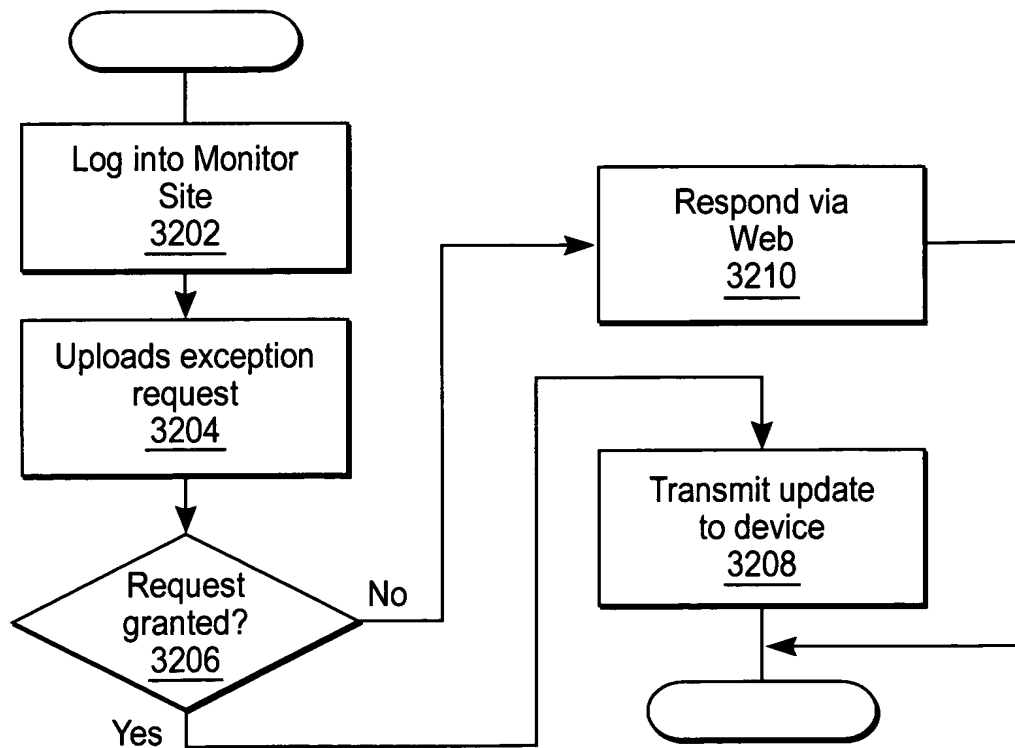 Log into Monitor
Site
3202
Uploads exception
request
3204
Request
granted?
3206
No
Yes
Respond via
Web
3210
Transmit update
to device
3208